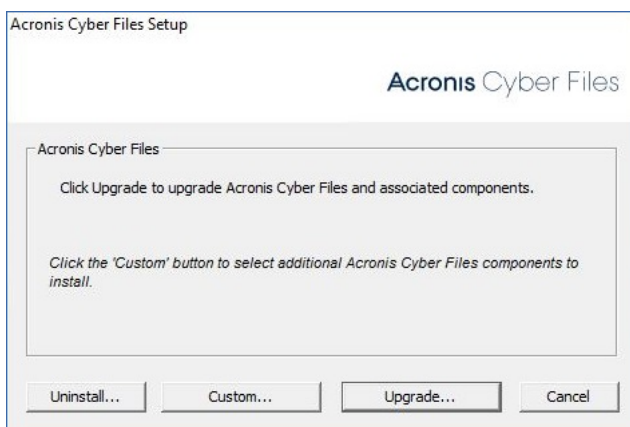 Acronis Cyber Files Setup
Acronis Cyber Files
Acronis Cyber Files
Click Upgrade to upgrade Acronis Cyber Files and associated components.
Click the 'Custom' button to select additional Acronis Cyber Files components to
install.
Uninstall... Custom... Upgrade... Cancel